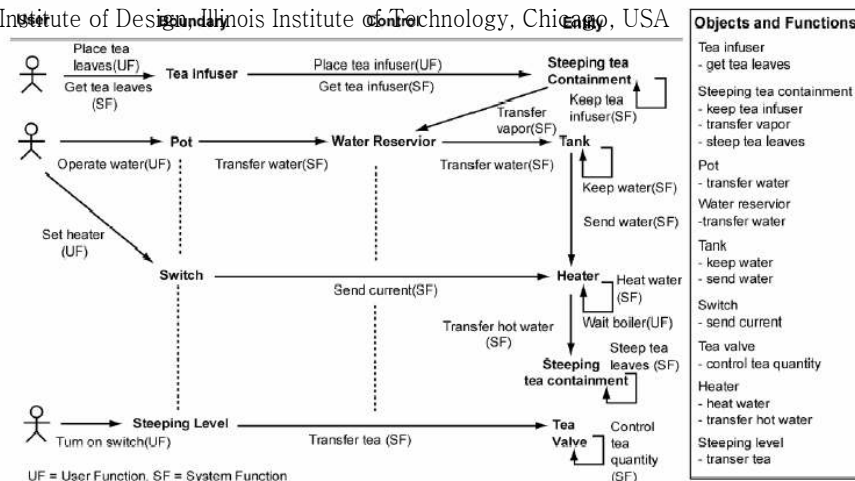 Institute of Design, Illinois Institute of Technology, Chicago, USA
User Boundary Control Entity
Place tea
leaves(UF)
Get tea leaves
(SF)
Tea Infuser
Place tea infuser(UF)
Get tea infuser(SF)
Steeping tea
Containment
Keep tea
infuser(SF)
Transfer
vapor(SF)
Operate water(UF)
Pot
Transfer water(SF)
Water Reservior
Transfer water(SF)
Tank
Keep water(SF)
Send water(SF)
Set heater
(UF)
Switch
Send current(SF)
Heater
Heat water
(SF)
Wait boiler(UF)
Transfer hot water
(SF)
Steep tea
leaves (SF)
Steeping
tea containment
Turn on switch(UF)
Steeping Level
Transfer tea (SF)
Tea
Valve
Control
tea
quantity
(SF)
UF = User Function, SF = System Function
Objects and Functions
Tea infuser
- get tea leaves
Steeping tea containment
- keep tea infuser
- transfer vapor
- steep tea leaves
Pot
- transfer water
Water reservior
-transfer water
Tank
- keep water
- send water
Switch
- send current
Tea valve
- control tea quantity
Heater
- heat water
- transfer hot water
Steeping level
- transer tea